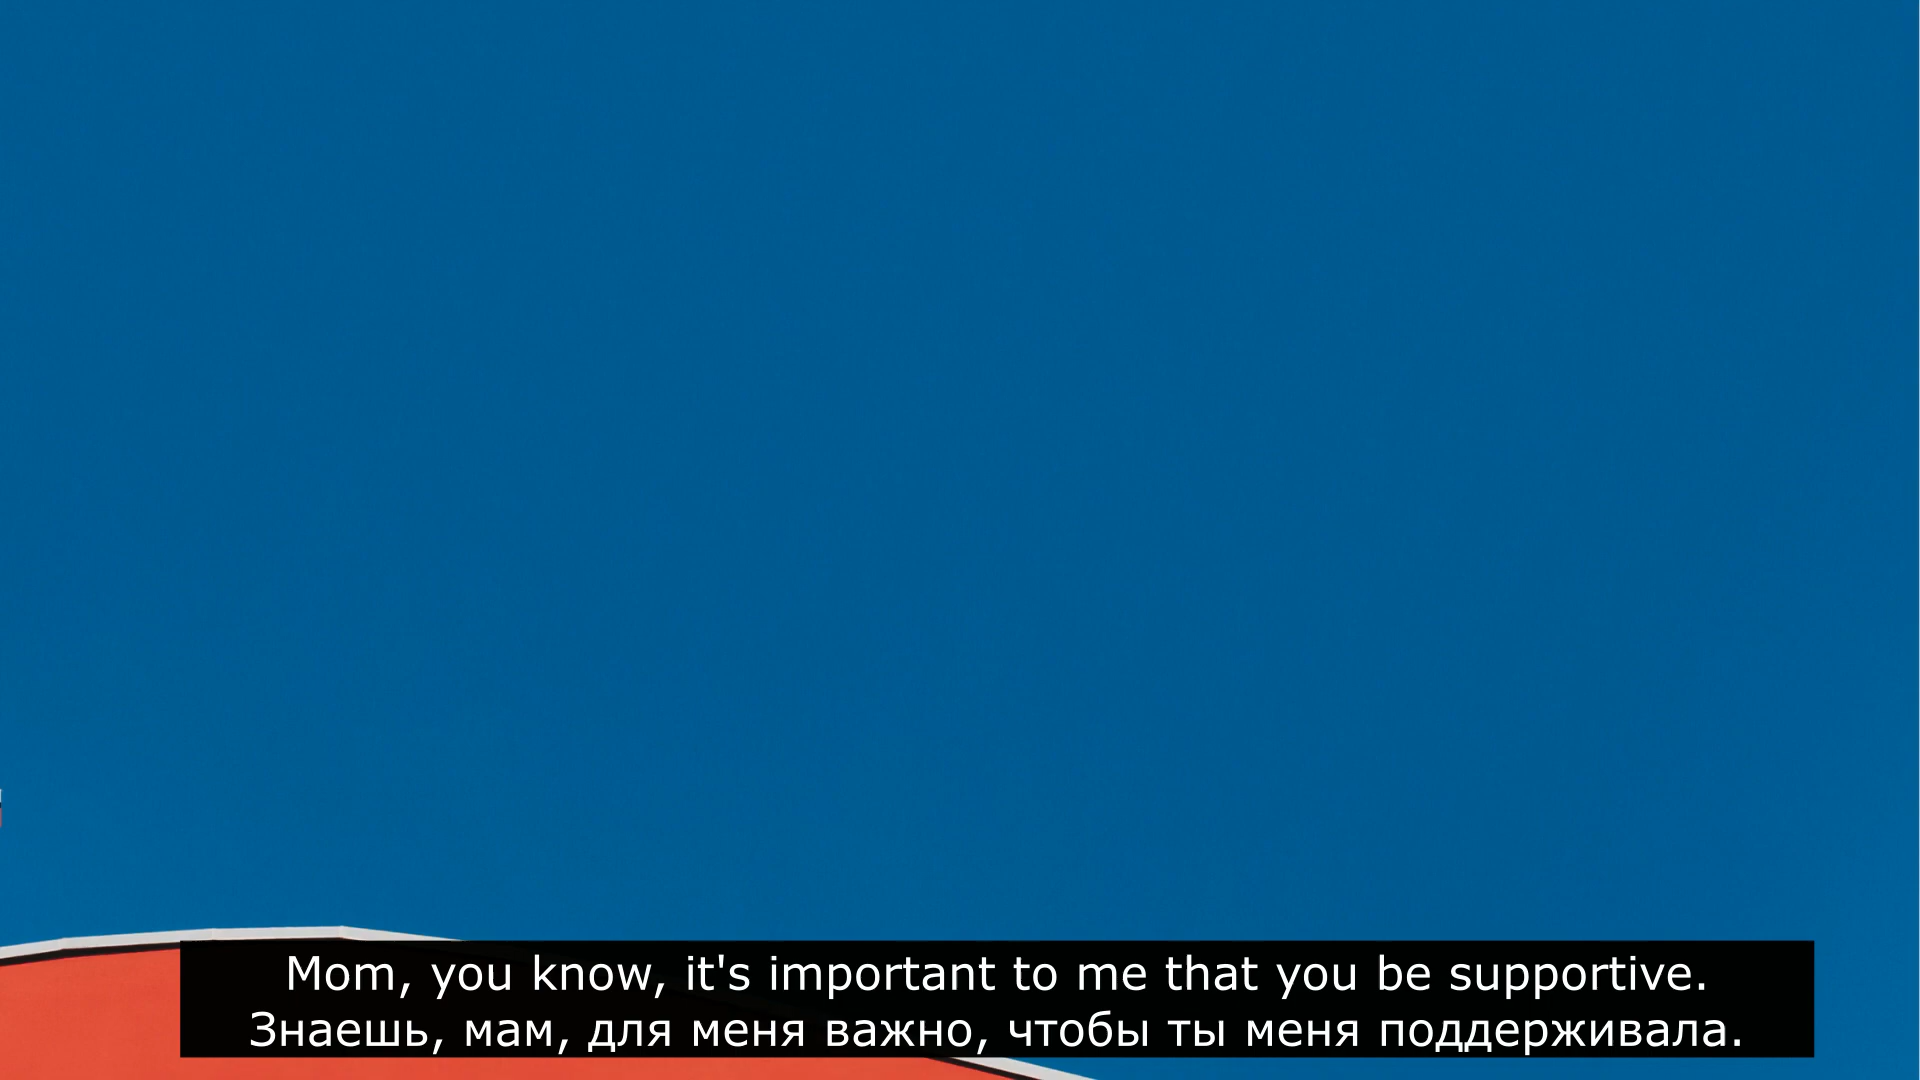 Mom, you know, it's important to me that you be supportive.
Знаешь, мам, для меня важно, чтобы ты меня поддерживала.